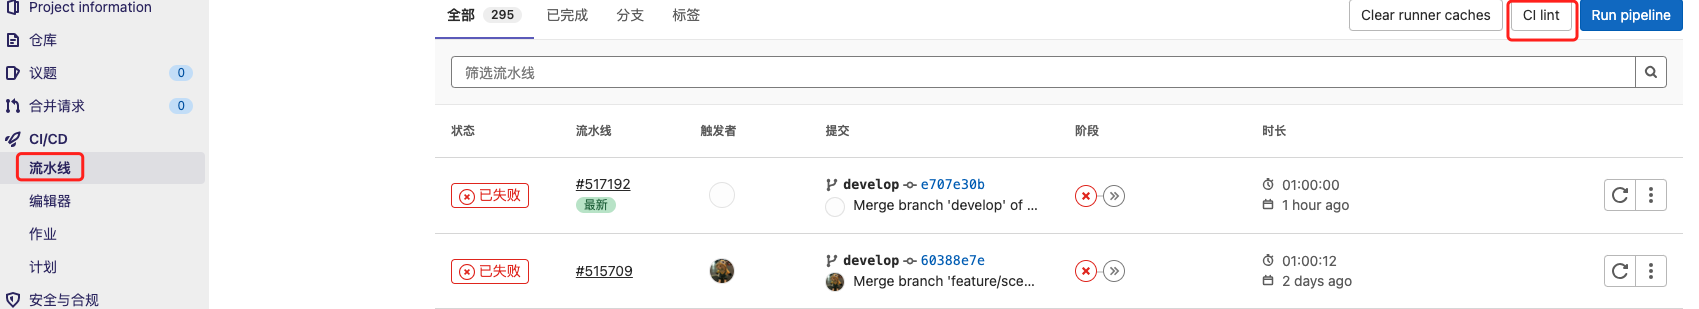 Project information
仓库
议题 0
合并请求 0
CI/CD
流水线
编辑器
作业
计划
安全与合规
全部 295 已完成 分支 标签 Clear runner caches CI lint Run pipeline
筛选流水线
状态 流水线 触发者 提交 阶段 时长
已失败 #517192 最新 develop e707e30b 01:00:00
Merge branch 'develop' of ... 1 hour ago
已失败 #515709 develop 60388e7e 01:00:12
Merge branch 'feature/sce... 2 days ago